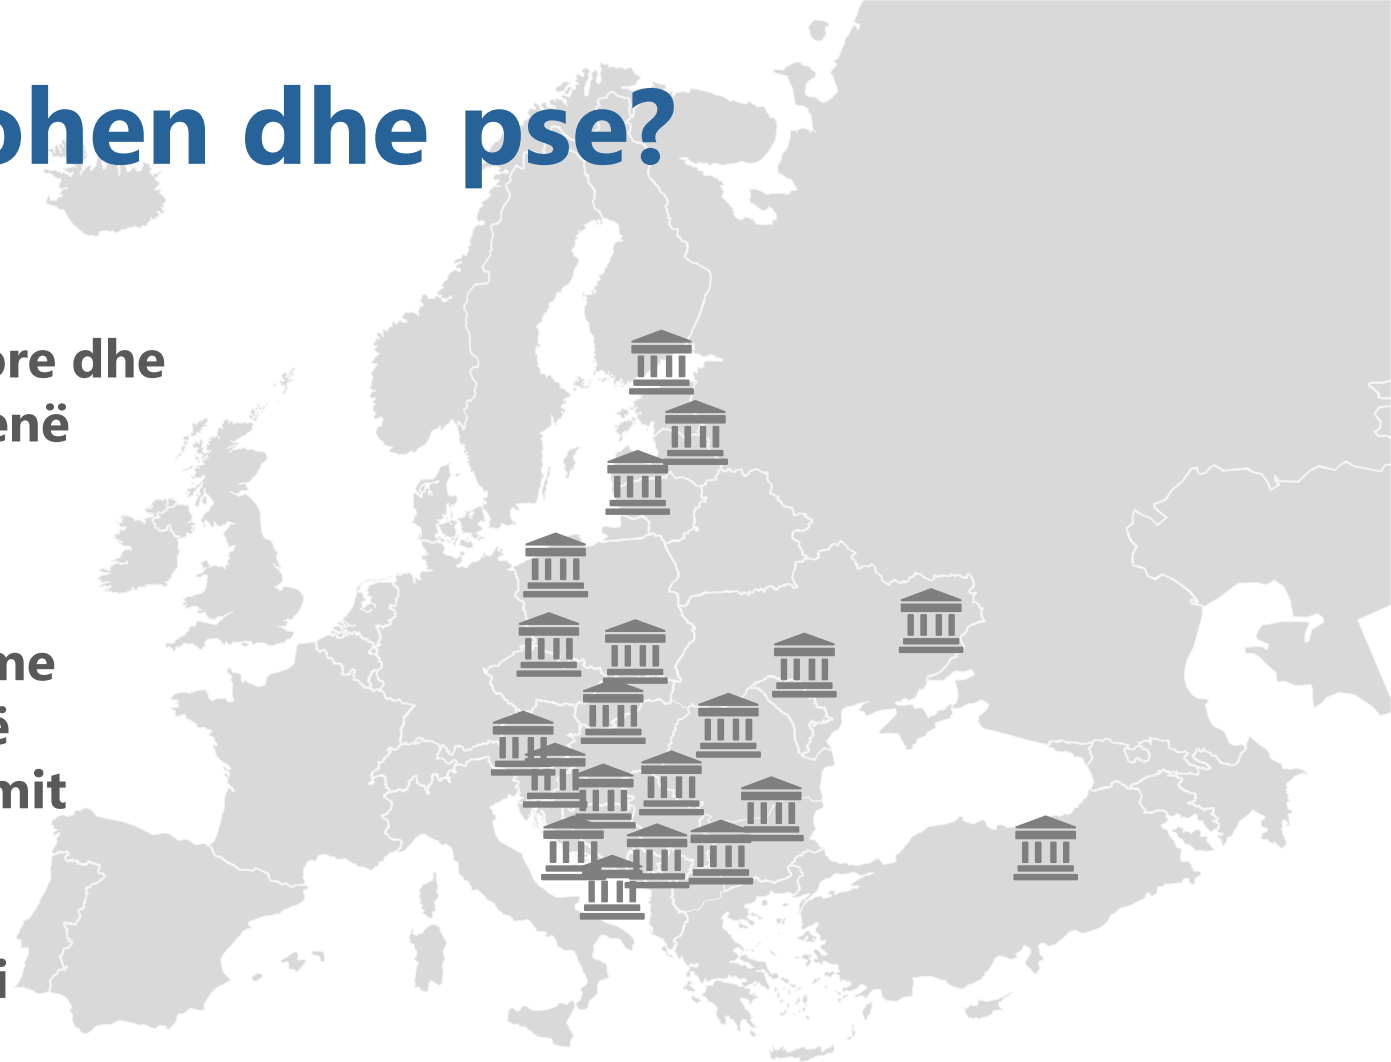 ohen dhe pse?
ore dhe
enë
me
ë
mit
i